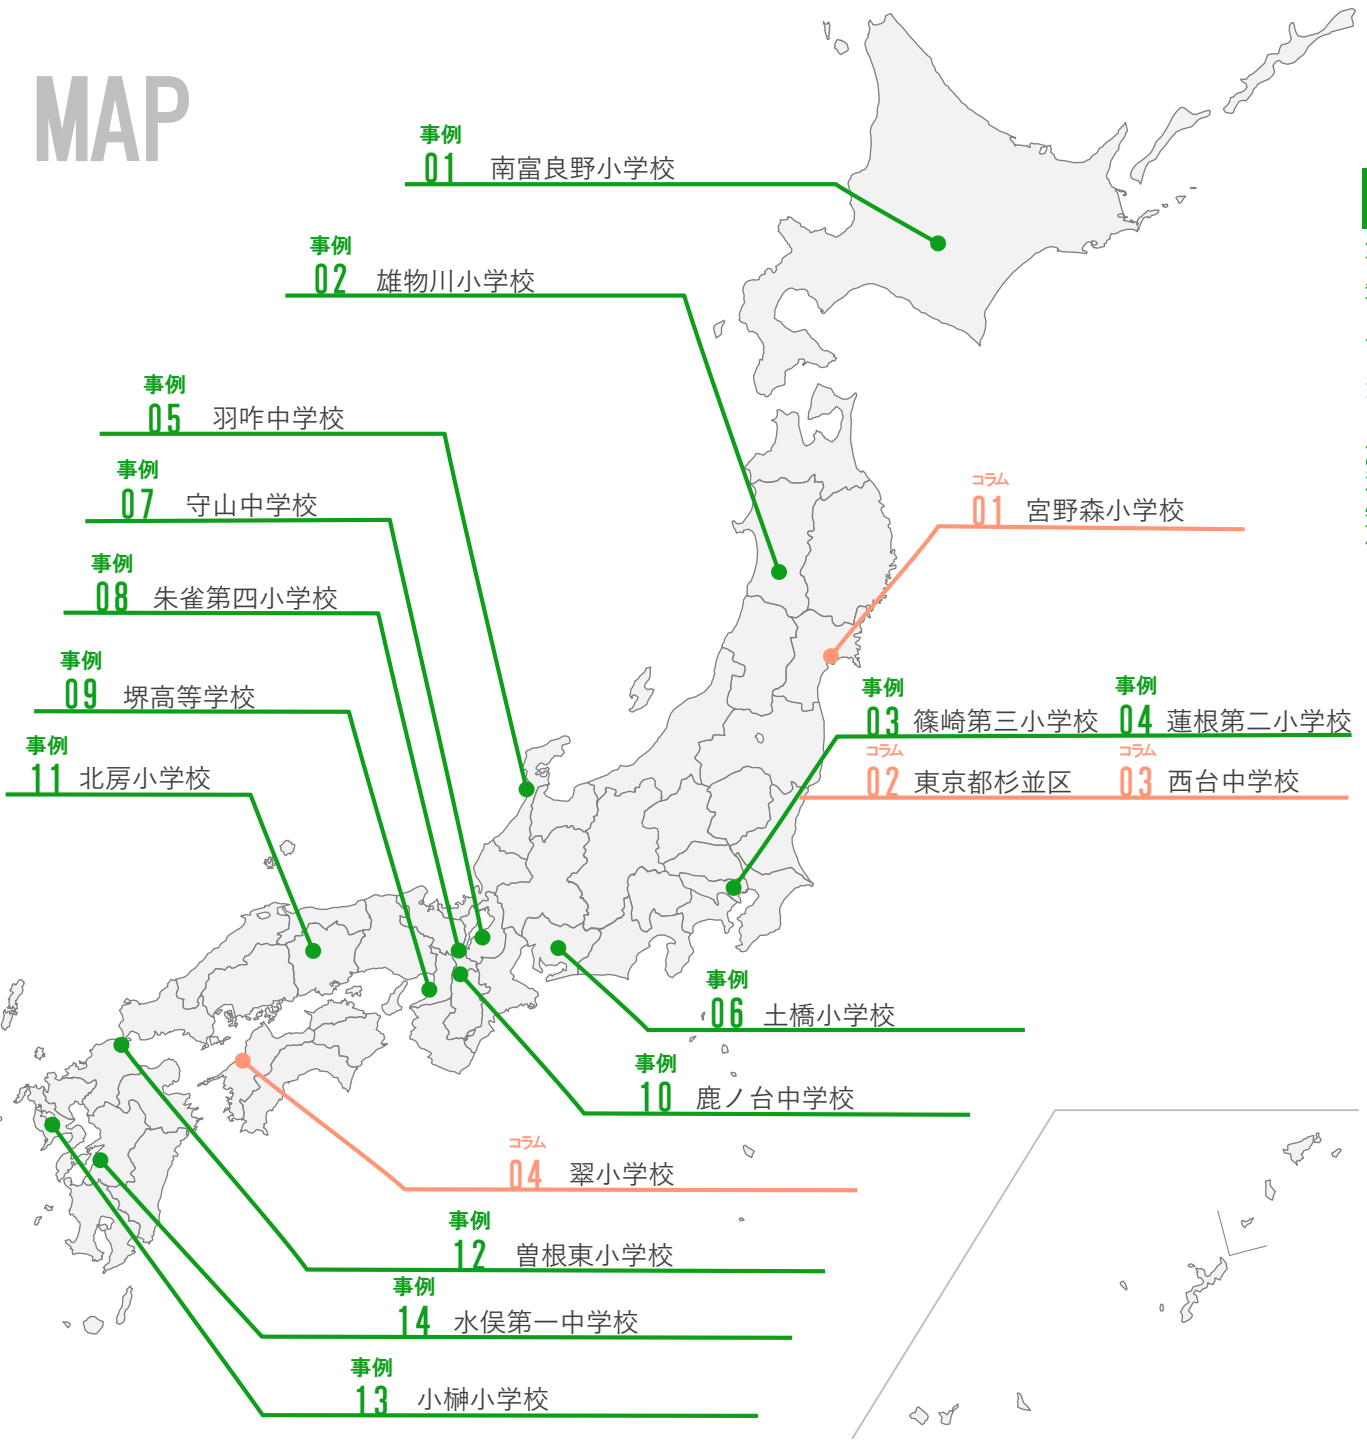 MAP
事例
01 南富良野小学校
事例
02 雄物川小学校
事例
05 羽咋中学校
事例
07 守山中学校
事例
08 朱雀第四小学校
事例
09 堺高等学校
事例
11 北房小学校
コラム
01 宮野森小学校
事例
03 篠崎第三小学校
事例
04 蓮根第二小学校
コラム
02 東京都杉並区
コラム
03 西台中学校
事例
06 土橋小学校
事例
10 鹿ノ台中学校
コラム
04 翠小学校
事例
12 曽根東小学校
事例
14 水俣第一中学校
事例
13 小榊小学校